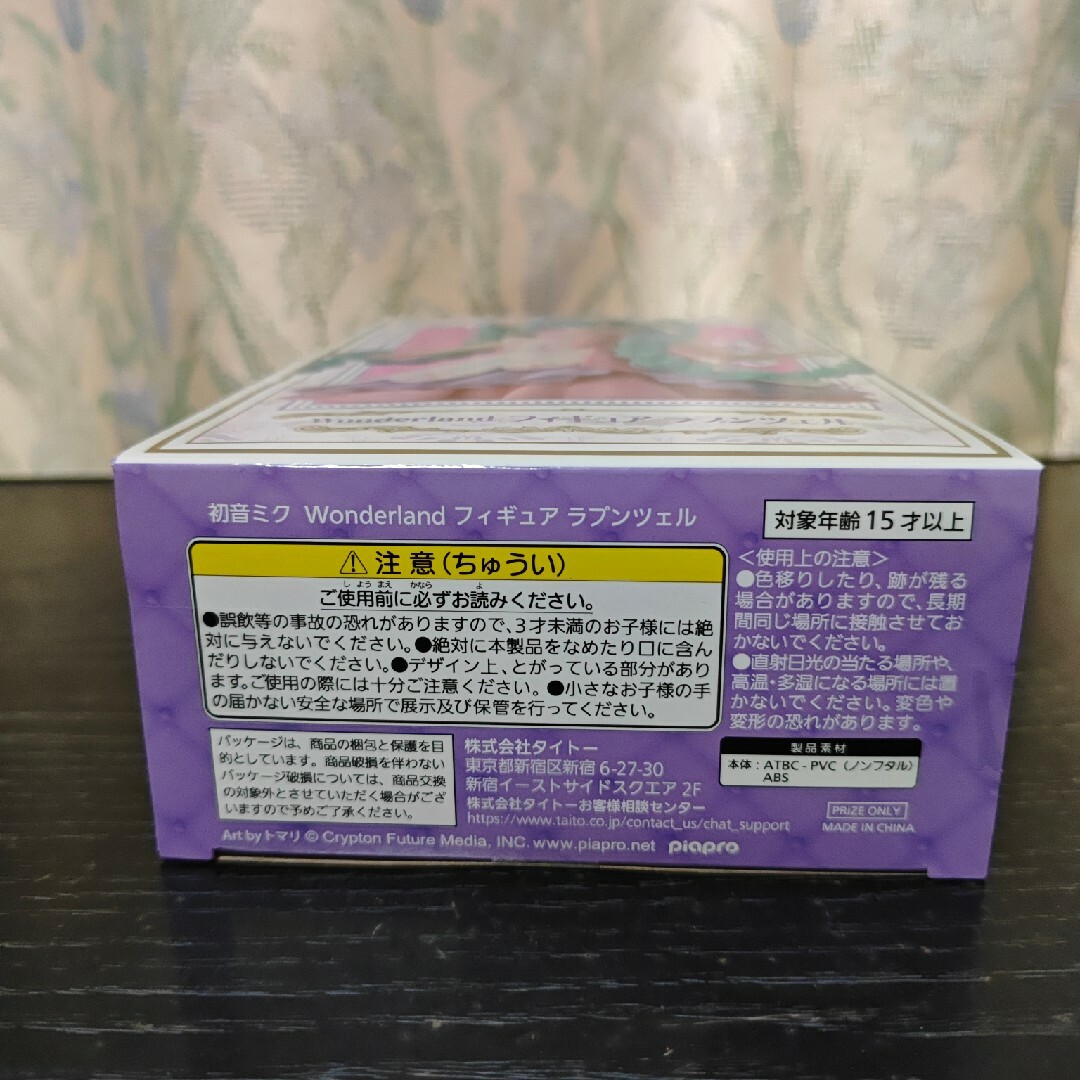 Wonderland フィギュア ラプンツェル
初音ミク Wonderland フィギュア ラプンツェル
対象年齢 15 才以上
⚠ 注 意(ちゅうい)
しようまえ かなら よ
ご使用前に必ずお読みください。
●誤飲等の事故の恐れがありますので、3才未満のお子様には絶
対に与えないでください。●絶対に本製品をなめたり口に含ん
だりしないでください。●デザイン上、とがっている部分があり
ます。ご使用の際には十分ご注意ください。 ●小さなお子様の手
の届かない安全な場所で展示及び保管を行ってください。
<使用上の注意>
●色移りしたり、跡が残る
場合がありますので、長期
間同じ場所に接触させてお
かないでください。
●直射日光の当たる場所や、
高温・多湿になる場所には置
かないでください。変色や
変形の恐れがあります。
パッケージは、商品の梱包と保護を目
的としています。商品破損を伴わない
パッケージ破損については、商品交換
の対象外とさせていただく場合がござ
いますので予めご了承ください。
株式会社タイトー
東京都新宿区新宿 6-27-30
新宿イーストサイドスクエア 2F
株式会社タイトーお客様相談センター
https://www.taito.co.jp/contact_us/chat_support
製品素材
本体 : ATBC - PVC (ノンフタル)
ABS
PRIZE ONLY
MADE IN CHINA
Art by トマリ © Crypton Future Media, INC. www.piapro.net piapro